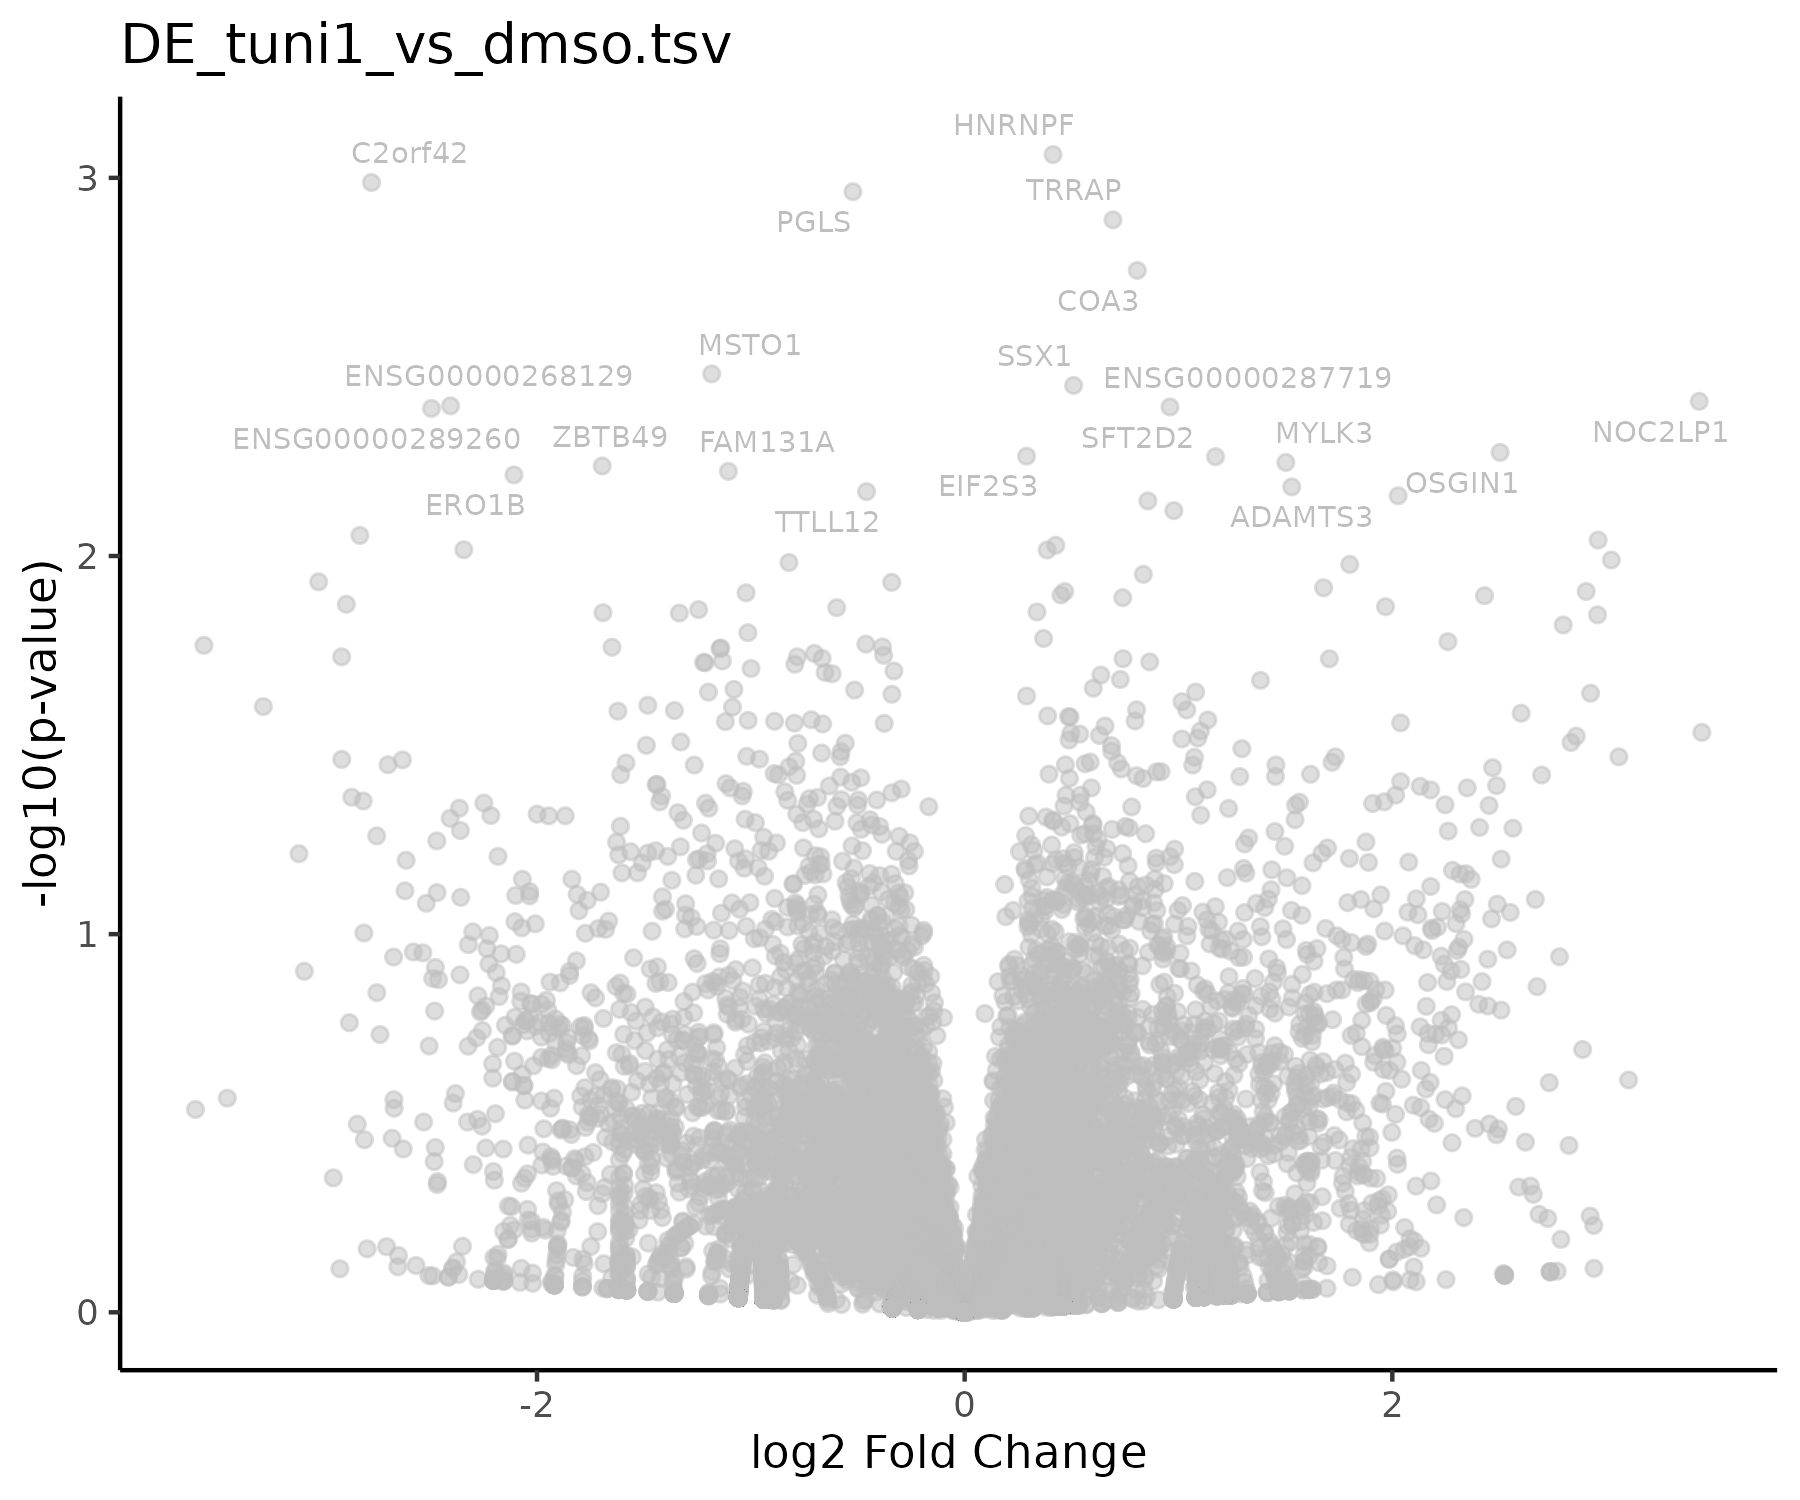 DE_tuni1_vs_dmso.tsv
HNRNPF
C2orf42
3
TRRAP
PGLS
COA3
MSTO1
SSX1
ENSG00000268129
ENSG00000287719
NOC2LP1
ENSG00000289260
ZBTB49
FAM131A
SFT2D2
MYLK3
EIF2S3
OSGIN1
ERO1B
TTLL12
ADAMTS3
2
-log10(p-value)
1
0
-2
0
2
log2 Fold Change